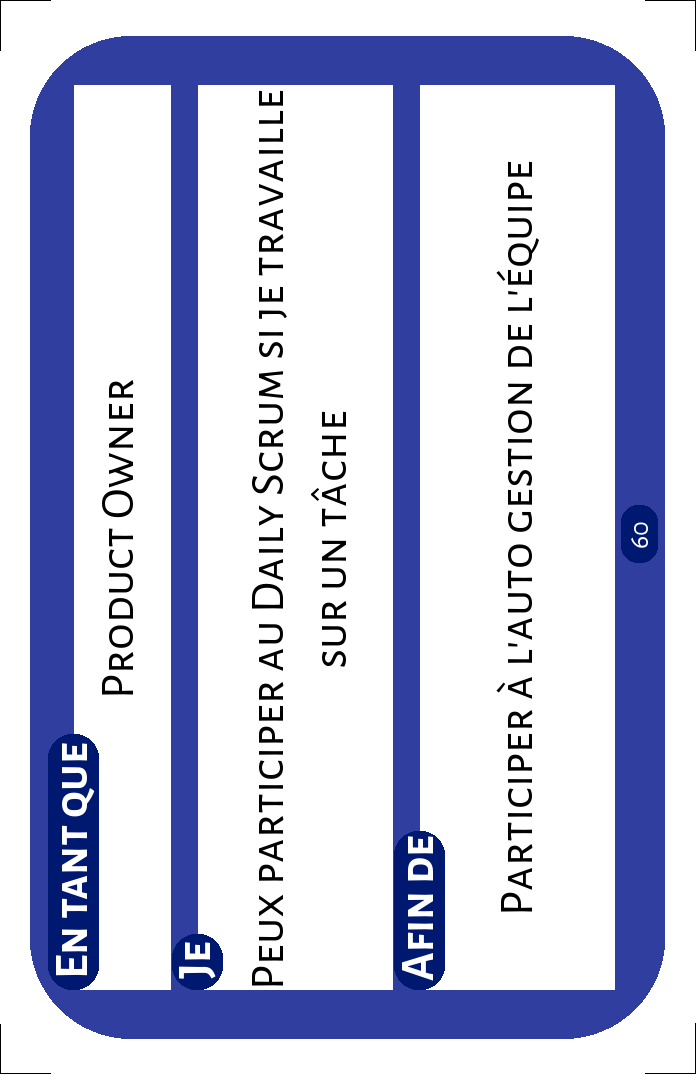 En tant que
Product Owner
Je
Peux participer au Daily Scrum si je travaille
sur un tâche
Afin de
Participer à l'auto gestion de l'équipe
60